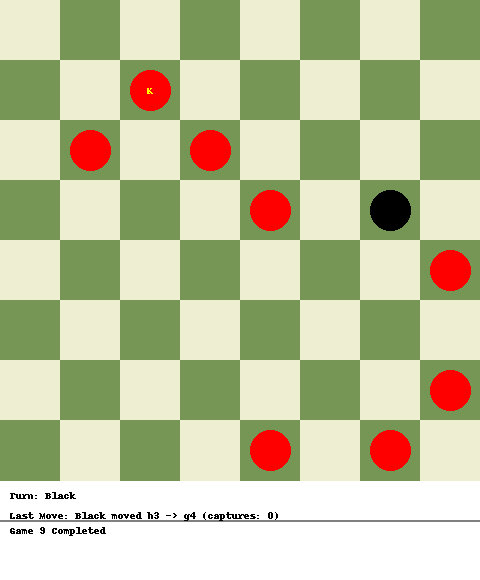 K
Turn: Black
Last Move: Black moved h3 -> g4 (captures: 0)
Game 9 Completed